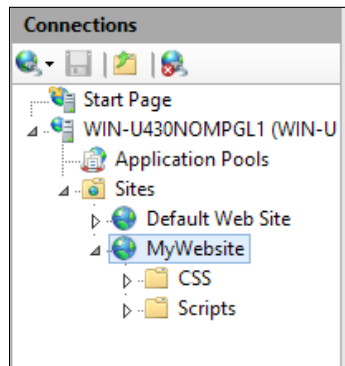 Connections
Start Page
WIN-U430NOMPGL1 (WIN-U
Application Pools
Sites
Default Web Site
MyWebsite
CSS
Scripts